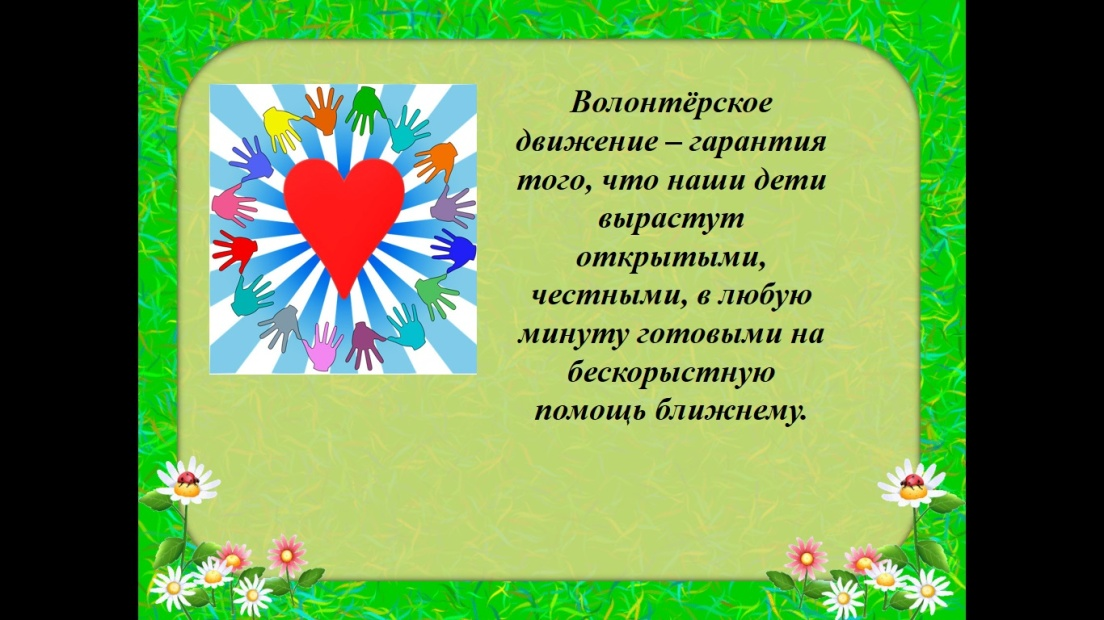 Волонтёрское
движение – гарантия
того, что наши дети
вырастут
открытыми,
честными, в любую
минуту готовыми на
бескорыстную
помощь ближнему.